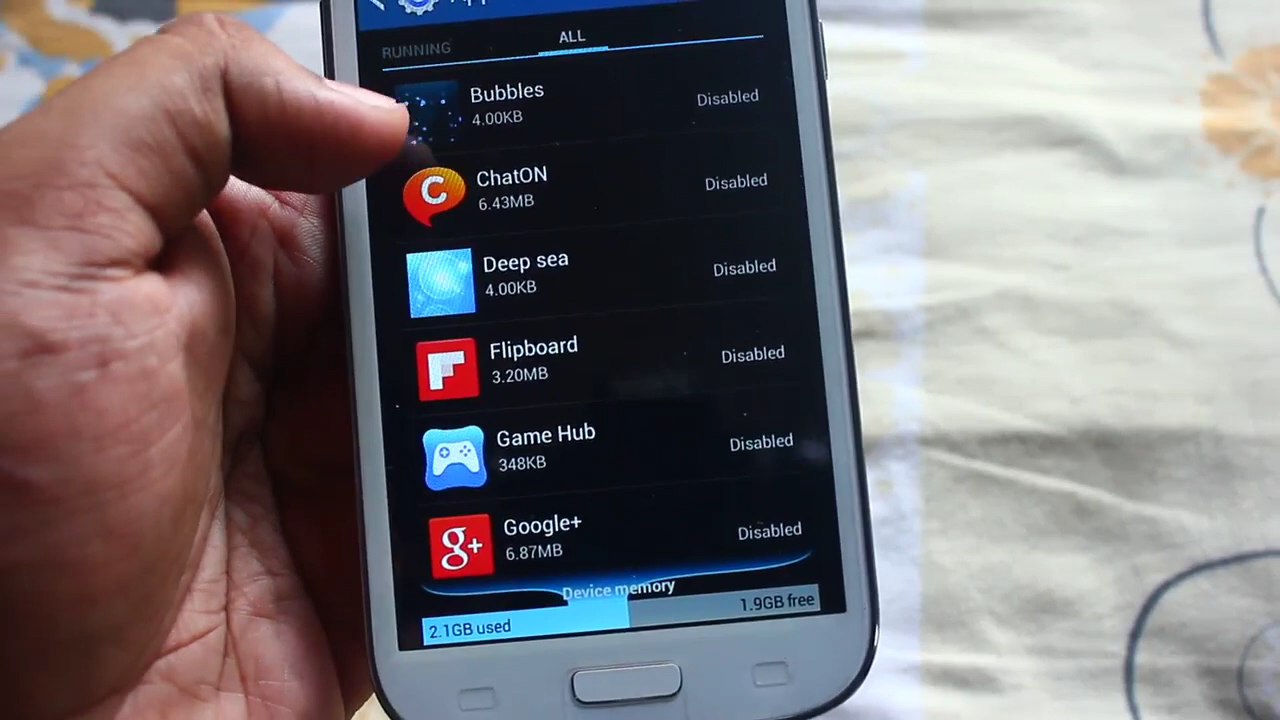 RUNNING ALL
Bubbles
4.00KB
Disabled
C
ChatON
6.43MB
Disabled
Deep sea
4.00KB
Disabled
Flipboard
3.20MB
Disabled
Game Hub
348KB
Disabled
g+
Google+
6.87MB
Disabled
Device memory
2.1GB used
1.9GB free